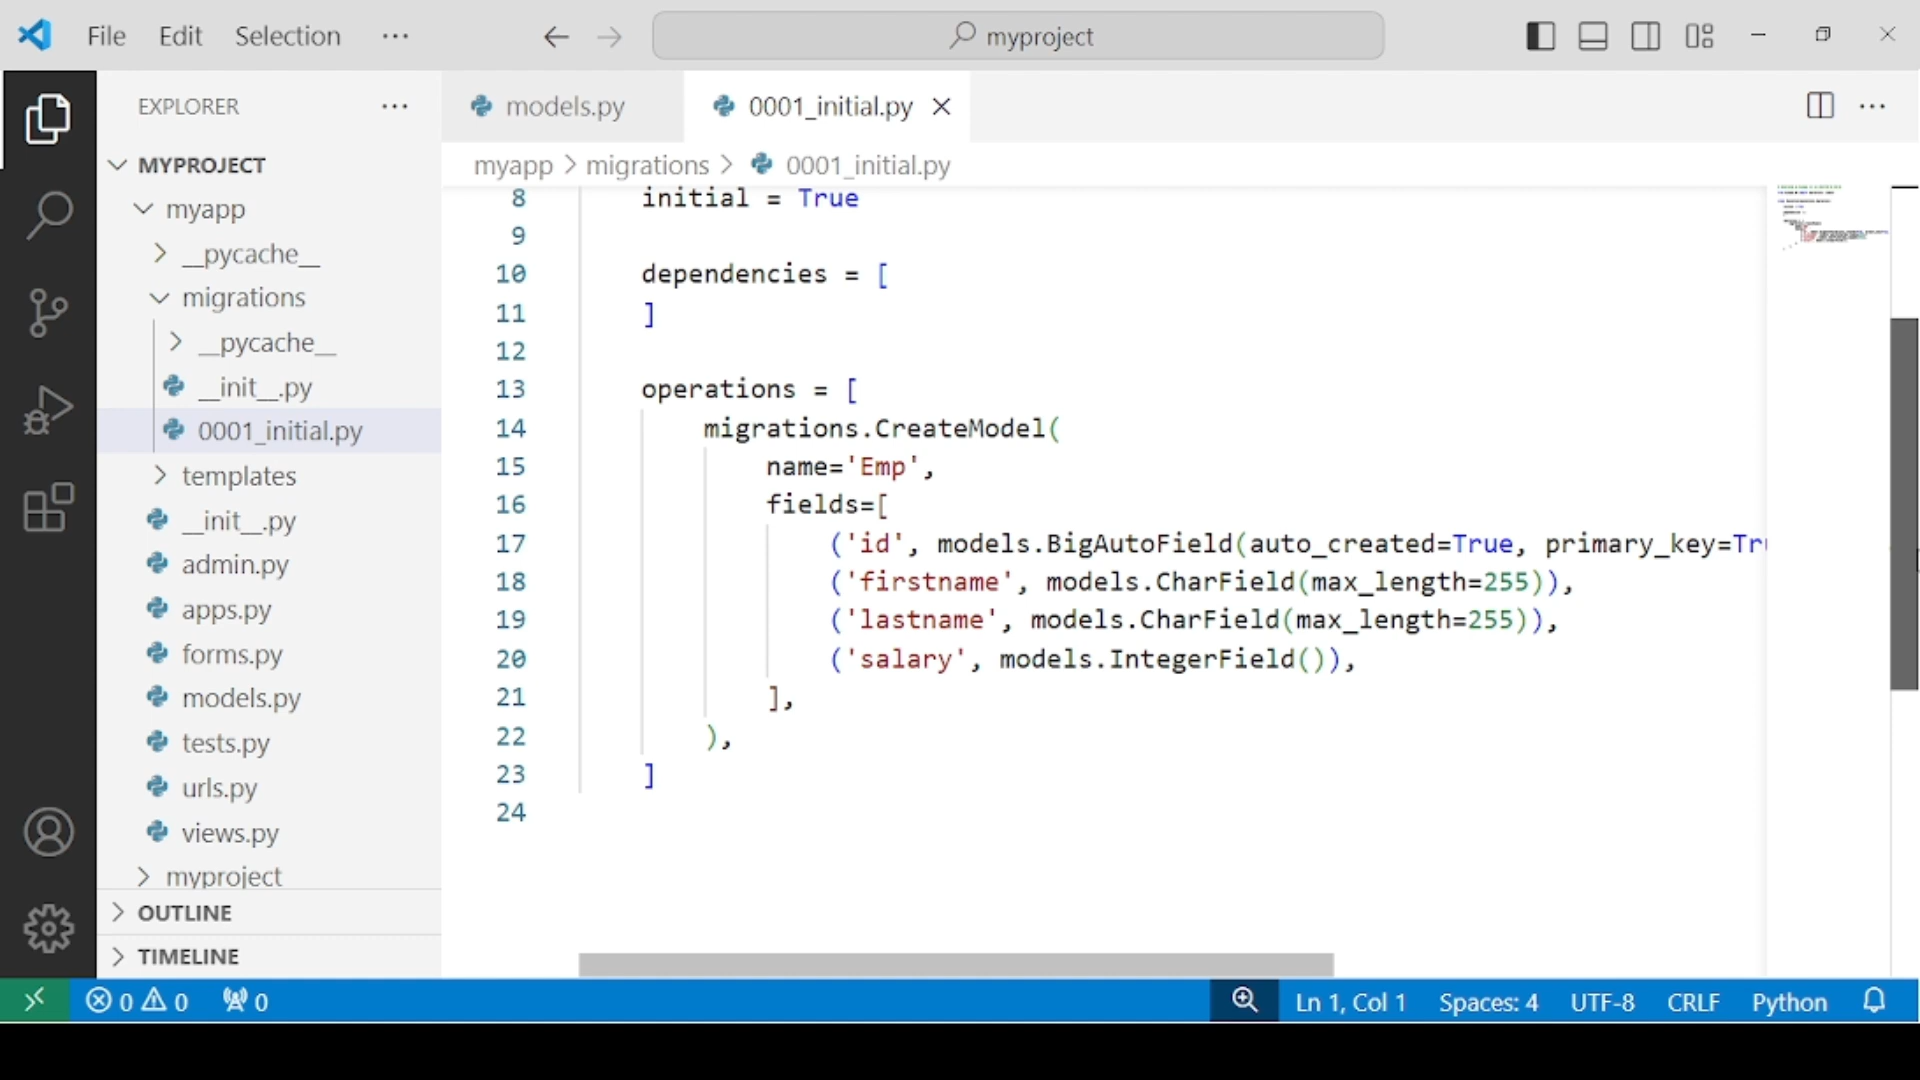 File Edit Selection ···
myproject
EXPLORER ···
MYPROJECT
myapp
__pycache__
migrations
__pycache__
__init__.py
0001_initial.py
templates
__init__.py
admin.py
apps.py
forms.py
models.py
tests.py
urls.py
views.py
myproject
OUTLINE
TIMELINE
models.py 0001_initial.py
···
myapp > migrations > 0001_initial.py
8 initial = True
9
10 dependencies = [
11 ]
12
13 operations = [
14 migrations.CreateModel(
15 name='Emp',
16 fields=[
17 ('id', models.BigAutoField(auto_created=True, primary_key=Tr
18 ('firstname', models.CharField(max_length=255)),
19 ('lastname', models.CharField(max_length=255)),
20 ('salary', models.IntegerField()),
21 ],
22 ),
23 ]
24
0 0 0 Ln 1, Col 1 Spaces: 4 UTF-8 CRLF Python